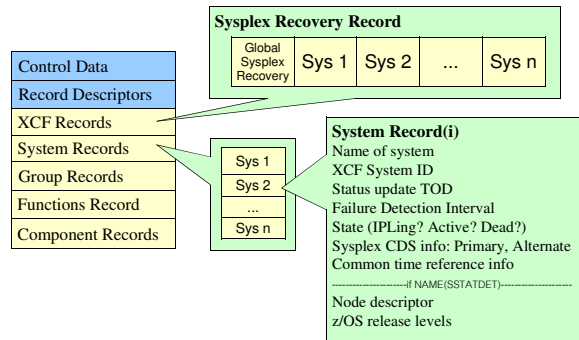 Sysplex Recovery Record
Global
Sysplex
Recovery
Sys 1
Sys 2
...
Sys n
Control Data
Record Descriptors
XCF Records
System Records
Group Records
Functions Record
Component Records
Sys 1
Sys 2
...
Sys n
System Record(i)
Name of system
XCF System ID
Status update TOD
Failure Detection Interval
State (IPLing? Active? Dead?)
Sysplex CDS info: Primary, Alternate
Common time reference info
-----------------------if NAME(SSTATDET)----------------------
Node descriptor
z/OS release levels